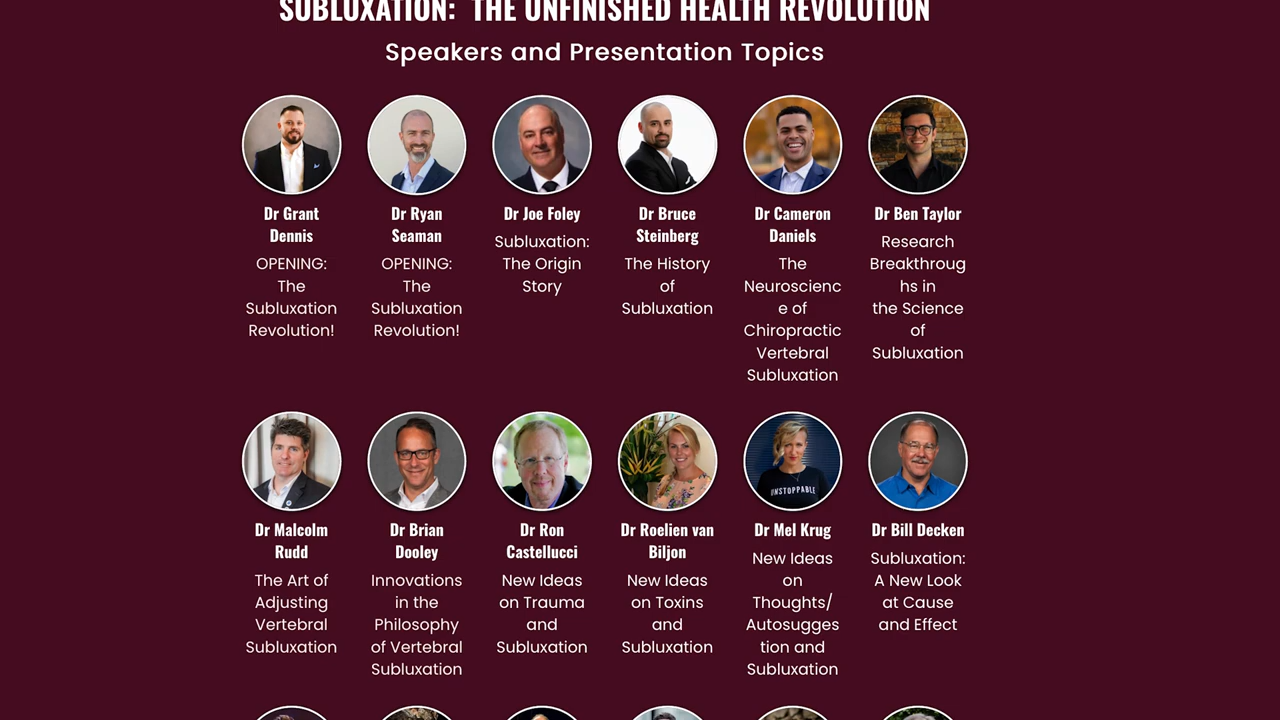 SUBLUXATION: THE UNFINISHED HEALTH REVOLUTION
Speakers and Presentation Topics
Dr Grant
Dennis
OPENING:
The
Subluxation
Revolution!
Dr Ryan
Seaman
OPENING:
The
Subluxation
Revolution!
Dr Joe Foley
Subluxation:
The Origin
Story
Dr Bruce
Steinberg
The History
of
Subluxation
Dr Cameron
Daniels
The
Neuroscienc
e of
Chiropractic
Vertebral
Subluxation
Dr Ben Taylor
Research
Breakthroug
hs in
the Science
of
Subluxation
Dr Malcolm
Rudd
The Art of
Adjusting
Vertebral
Subluxation
Dr Brian
Dooley
Innovations
in the
Philosophy
of Vertebral
Subluxation
Dr Ron
Castellucci
New Ideas
on Trauma
and
Subluxation
Dr Roelien van
Biljon
New Ideas
on Toxins
and
Subluxation
UNSTOPPABLE
Dr Mel Krug
New Ideas
on
Thoughts/
Autosugges
tion and
Subluxation
Dr Bill Decken
Subluxation:
A New Look
at Cause
and Effect